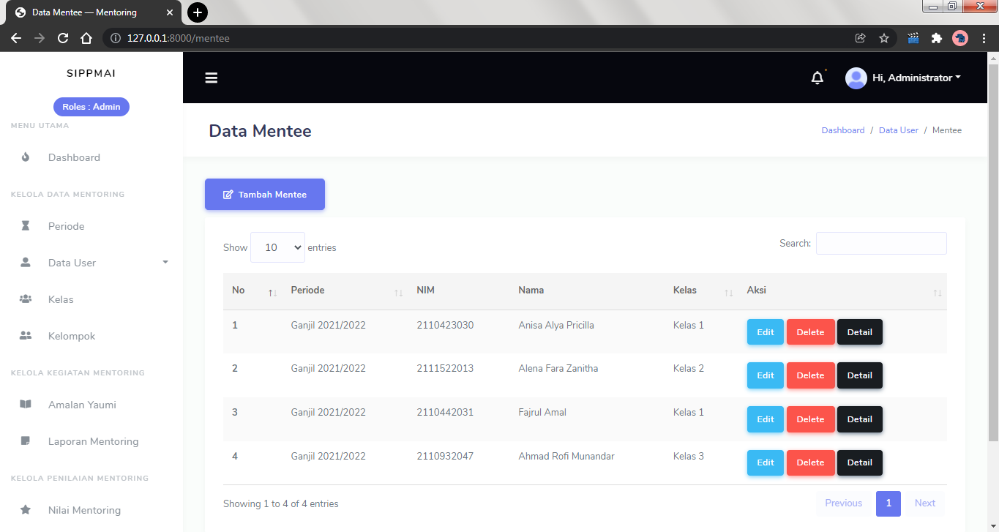 Data Mentee — Mentoring
127.0.0.1:8000/mentee
SIPPMAI
Roles : Admin
MENU UTAMA
Dashboard
KELOLA DATA MENTORING
Periode
Data User
Kelas
Kelompok
KELOLA KEGIATAN MENTORING
Amalan Yaumi
Laporan Mentoring
KELOLA PENILAIAN MENTORING
Nilai Mentoring
Hi, Administrator
Data Mentee
Dashboard / Data User / Mentee
Tambah Mentee
Show 10 entries
Search:
No Periode NIM Nama Kelas Aksi
1 Ganjil 2021/2022 2110423030 Anisa Alya Pricilla Kelas 1 Edit Delete Detail
2 Ganjil 2021/2022 2111522013 Alena Fara Zanitha Kelas 2 Edit Delete Detail
3 Ganjil 2021/2022 2110442031 Fajrul Amal Kelas 1 Edit Delete Detail
4 Ganjil 2021/2022 2110932047 Ahmad Rofi Munandar Kelas 3 Edit Delete Detail
Showing 1 to 4 of 4 entries
Previous 1 Next